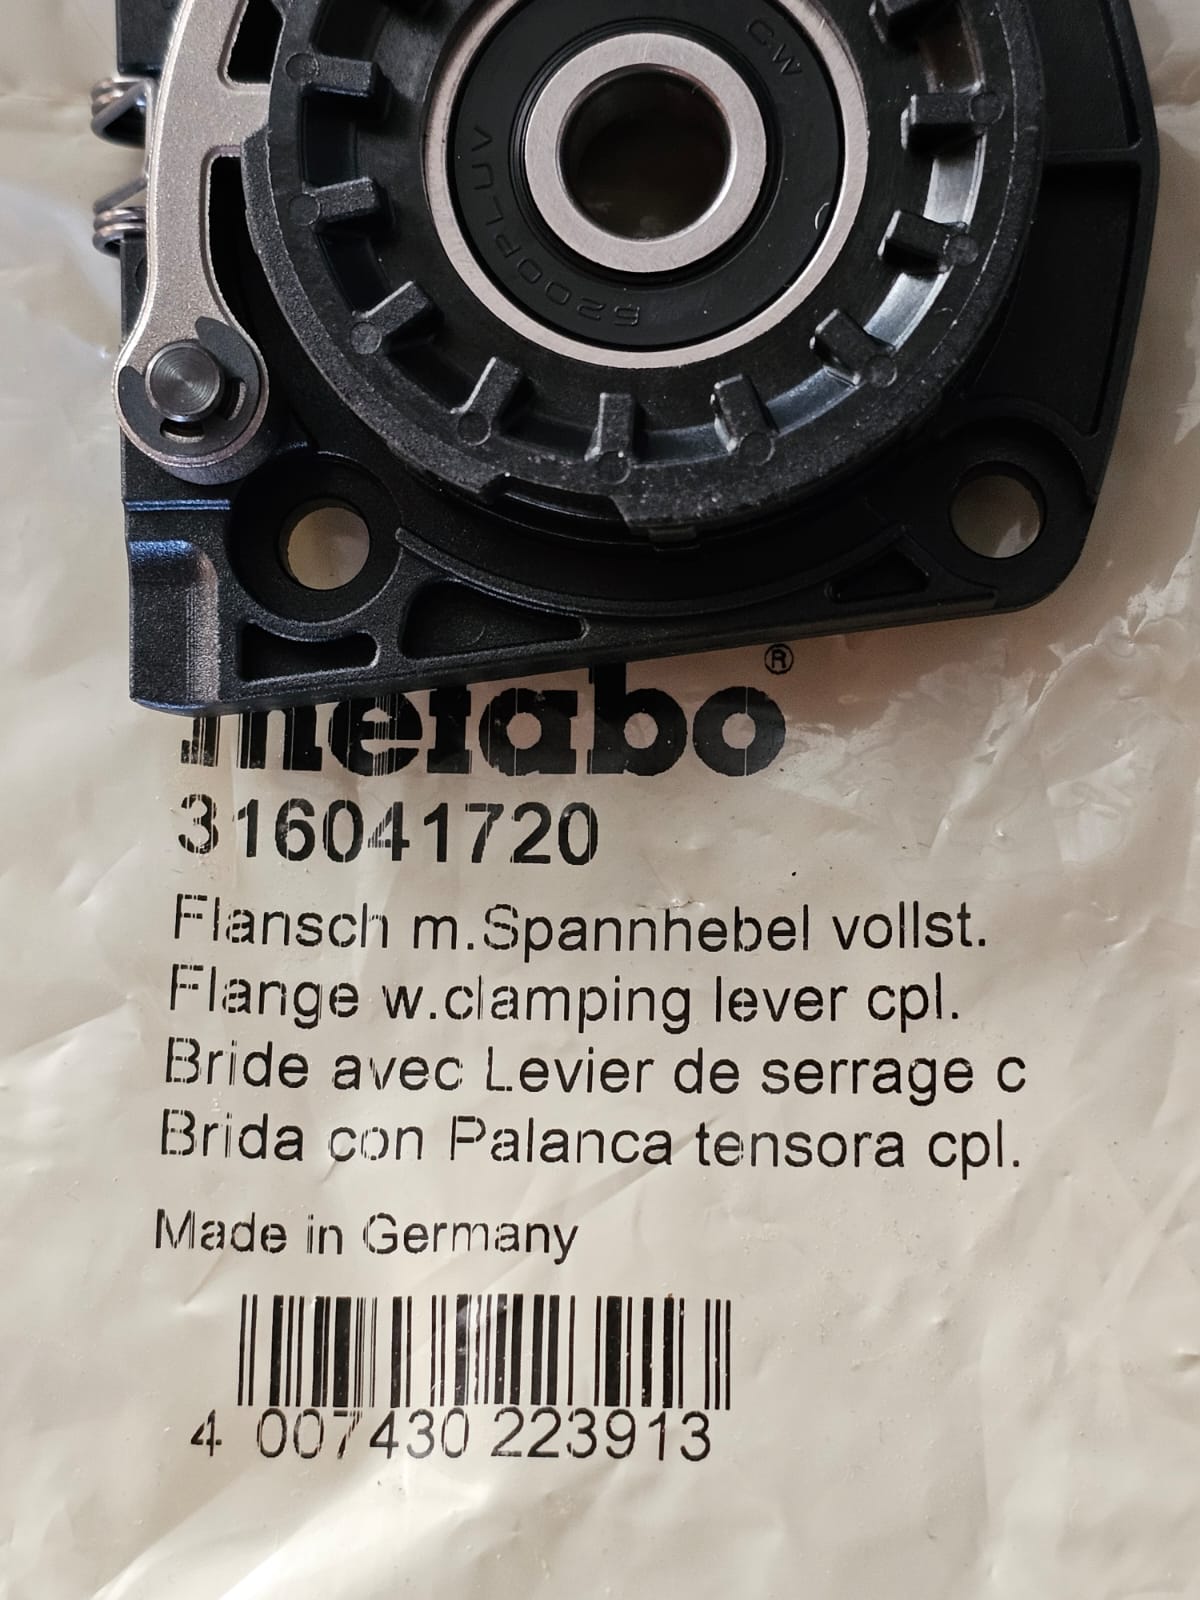 CW
6200PLUV
metabo®
316041720
Flansch m.Spannhebel vollst.
Flange w.clamping lever cpl.
Bride avec Levier de serrage c
Brida con Palanca tensora cpl.
Made in Germany
4 007430 223913